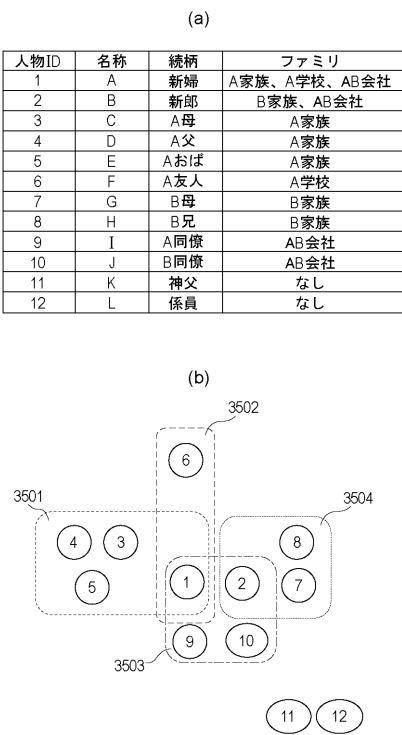 (a)
人物ID 名称 続柄 ファミリ
1 A 新婦 A家族、A学校、AB会社
2 B 新郎 B家族、AB会社
3 C A母 A家族
4 D A父 A家族
5 E Aおば A家族
6 F A友人 A学校
7 G B母 B家族
8 H B兄 B家族
9 I A同僚 AB会社
10 J B同僚 AB会社
11 K 神父 なし
12 L 係員 なし
(b)
3502
6
3501
3504
4 3 8
5 1 2 7
9 10
3503
11 12